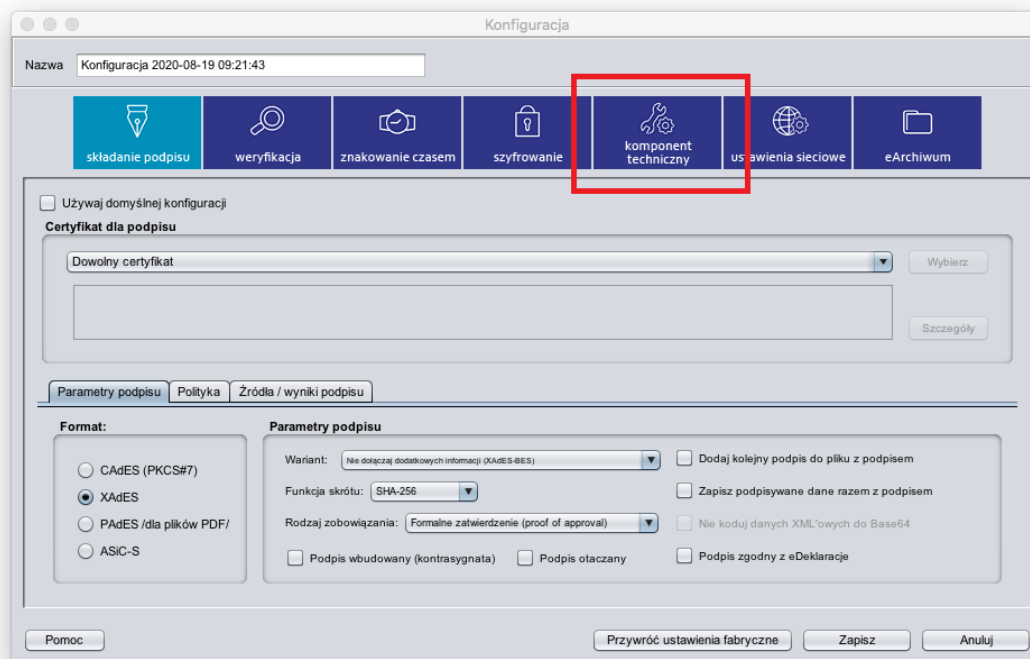 Konfiguracja
Nazwa Konfiguracja 2020-08-19 09:21:43
składanie podpisu
weryfikacja
znakowanie czasem
szyfrowanie
komponent
techniczny
ustawienia sieciowe
eArchiwum
Używaj domyślnej konfiguracji
Certyfikat dla podpisu
Dowolny certyfikat
Wybierz
Szczegóły
Parametry podpisu
Polityka
Źródła / wyniki podpisu
Format:
CAdES (PKCS#7)
XAdES
PAdES /dla plików PDF/
ASiC-S
Parametry podpisu
Wariant: Nie dołączaj dodatkowych informacji (XAdES-BES)
Funkcja skrótu: SHA-256
Rodzaj zobowiązania: Formalne zatwierdzenie (proof of approval)
Podpis wbudowany (kontrasygnata)
Podpis otaczany
Dodaj kolejny podpis do pliku z podpisem
Zapisz podpisywane dane razem z podpisem
Nie koduj danych XML'owych do Base64
Podpis zgodny z eDeklaracje
Pomoc
Przywróć ustawienia fabryczne
Zapisz
Anuluj